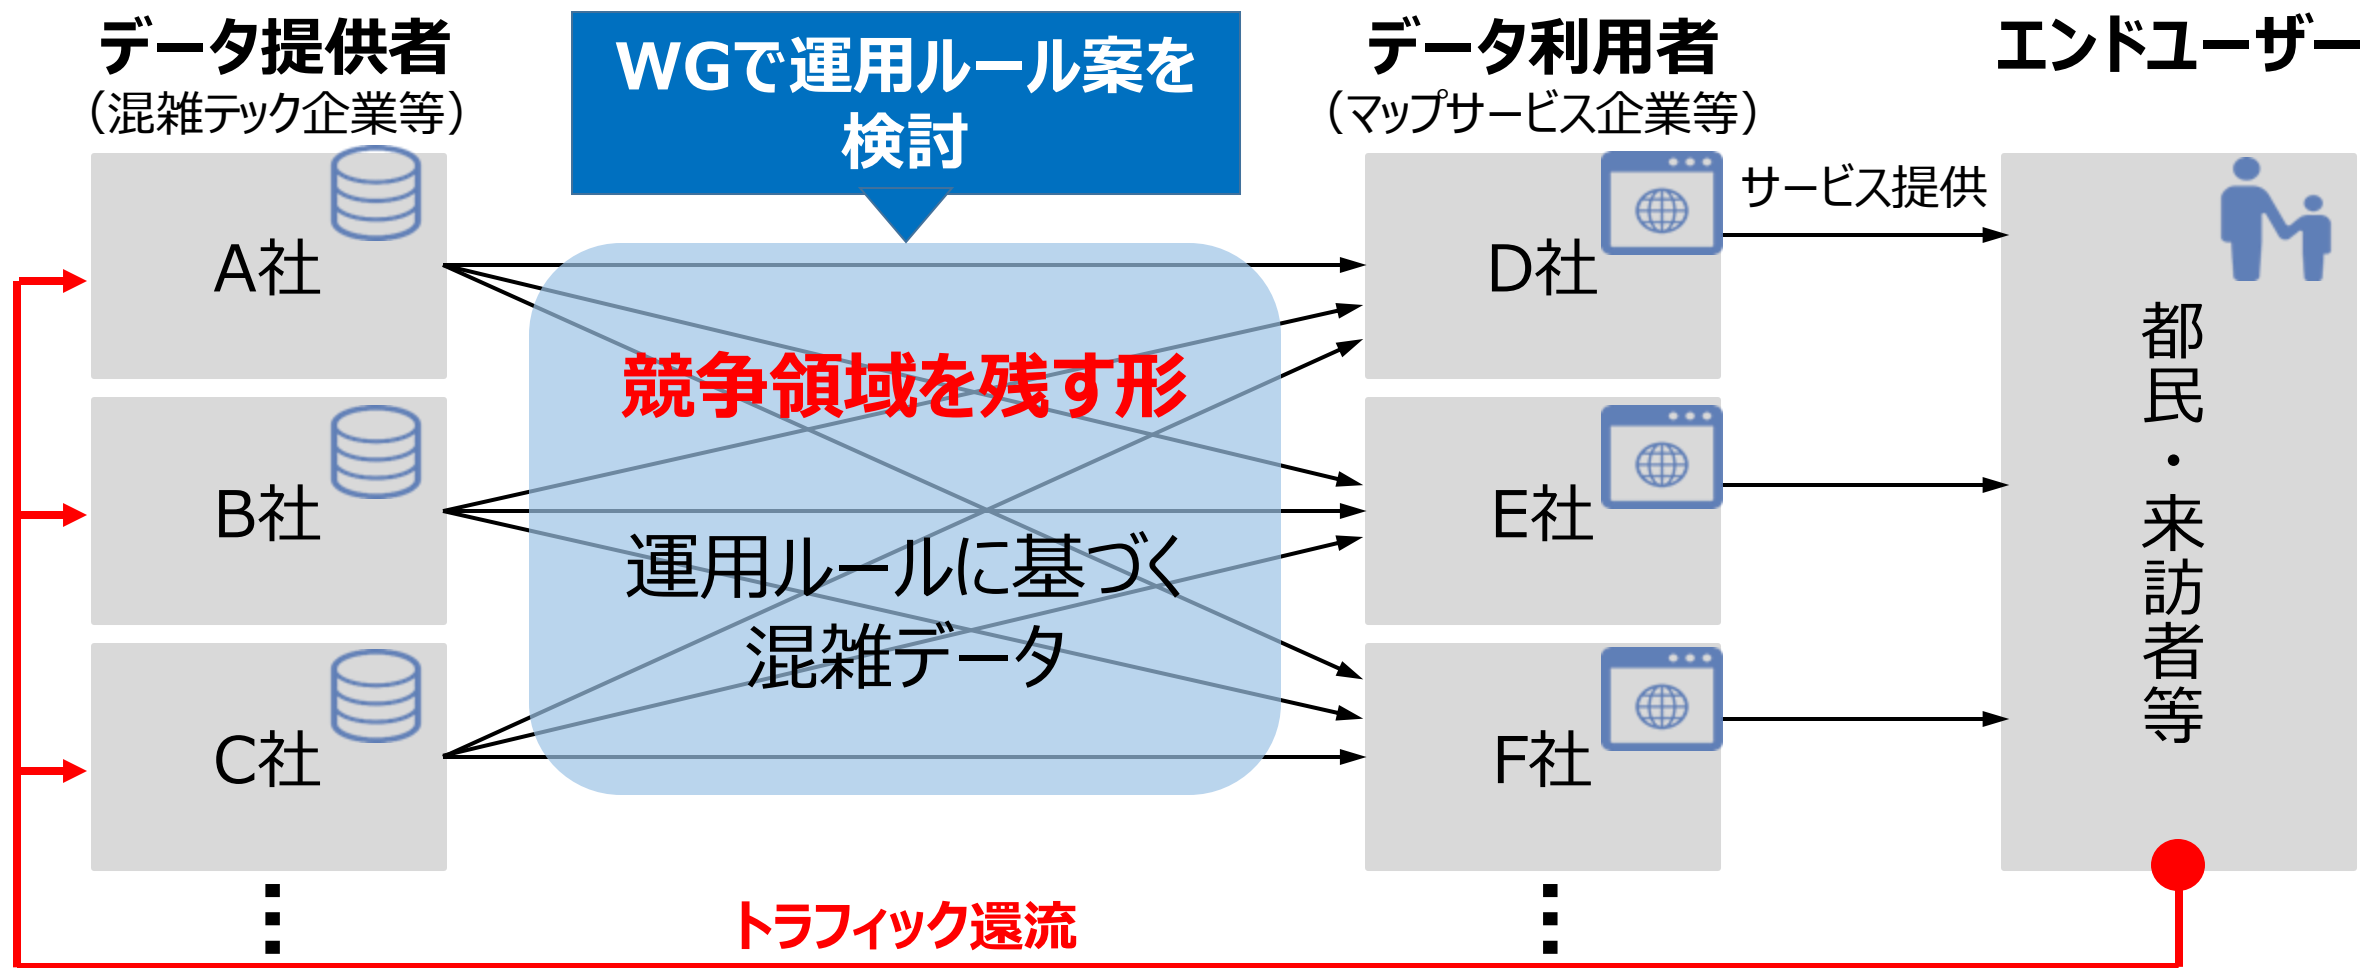 データ提供者
（混雑テック企業等）
A社
B社
C社
WGで運用ルール案を
検討
競争領域を残す形
運用ルールに基づく
混雑データ
データ利用者
（マップサービス企業等）
D社
E社
F社
サービス提供
エンドユーザー
都民・来訪者等
トラフィック還流